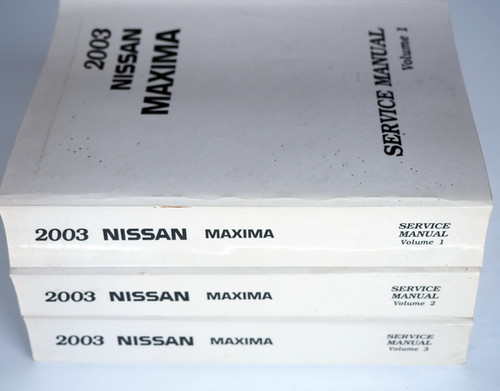 2003
NISSAN
MAXIMA
SERVICE MANUAL
Volume 1
2003 NISSAN MAXIMA
SERVICE
MANUAL
Volume 1
2003 NISSAN MAXIMA
SERVICE
MANUAL
Volume 2
2003 NISSAN MAXIMA
SERVICE
MANUAL
Volume 3